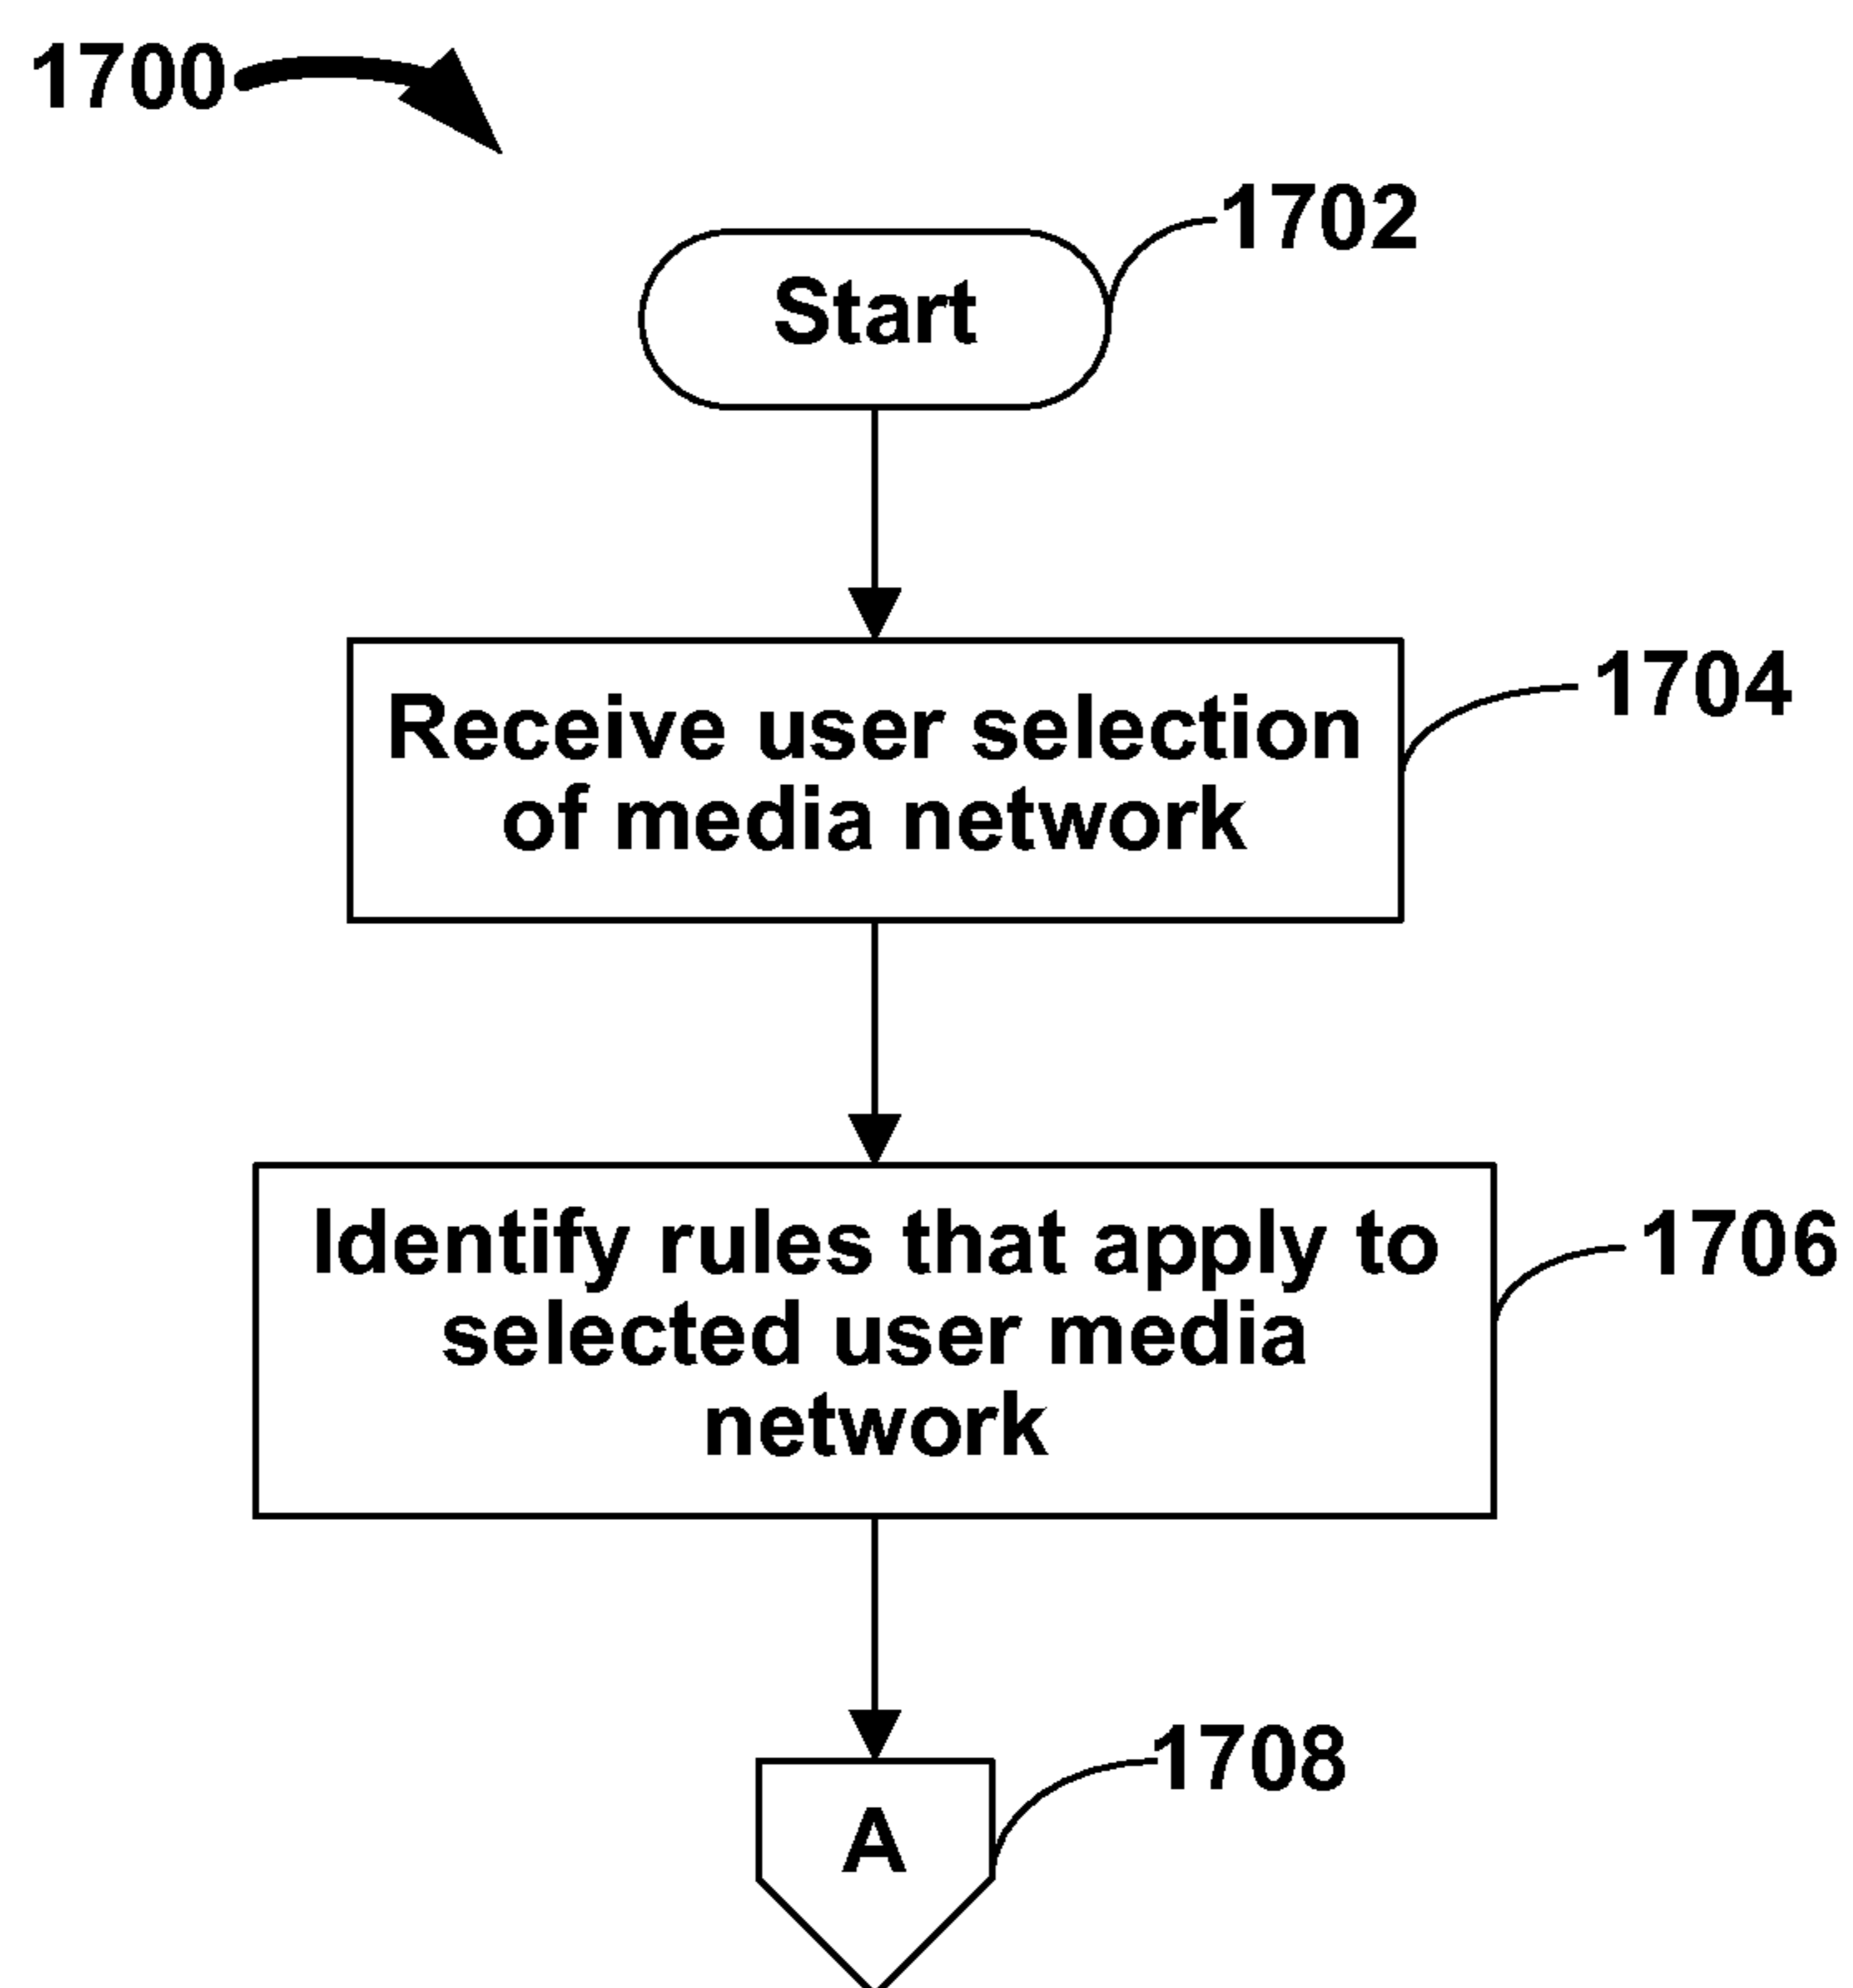 1700
1702
Start
1704
Receive user selection
of media network
1706
Identify rules that apply to
selected user media
network
1708
A